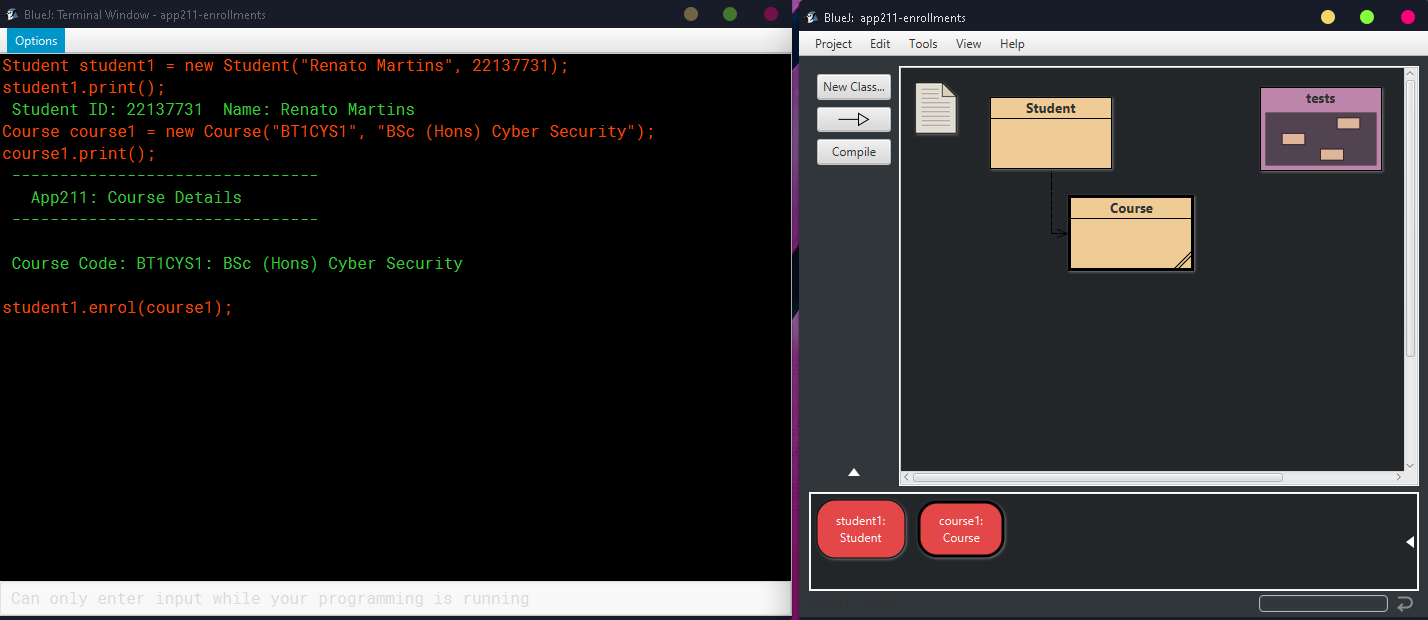 BlueJ: Terminal Window - app211-enrollments
Options
Student student1 = new Student("Renato Martins", 22137731);
student1.print();
 Student ID: 22137731  Name: Renato Martins
Course course1 = new Course("BT1CYS1", "BSc (Hons) Cyber Security");
course1.print();
 --------------------------------
   App211: Course Details
 --------------------------------
 Course Code: BT1CYS1: BSc (Hons) Cyber Security
student1.enrol(course1);
Can only enter input while your programming is running
BlueJ:  app211-enrollments
Project Edit Tools View Help
New Class...
Compile
Student
tests
Course
student1:
Student
course1:
Course